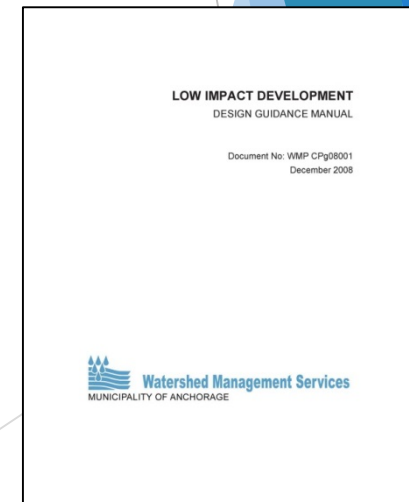 LOW IMPACT DEVELOPMENT
DESIGN GUIDANCE MANUAL
Document No: WMP CPg08001
December 2008
Watershed Management Services
MUNICIPALITY OF ANCHORAGE